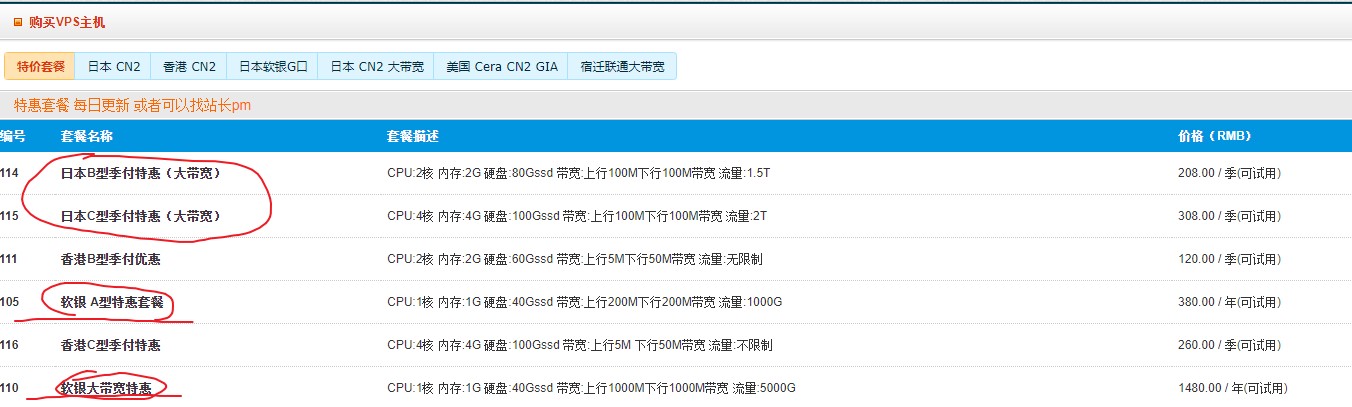 购买VPS主机
特价套餐 日本 CN2 香港 CN2 日本软银G口 日本 CN2 大带宽 美国 Cera CN2 GIA 宿迁联通大带宽
特惠套餐 每日更新 或者可以找站长pm
编号 套餐名称 套餐描述 价格（RMB）
114 日本B型季付特惠（大带宽） CPU:2核 内存:2G 硬盘:80Gssd 带宽:上行100M下行100M带宽 流量:1.5T 208.00 / 季(可试用)
115 日本C型季付特惠（大带宽） CPU:4核 内存:4G 硬盘:100Gssd 带宽:上行100M下行100M带宽 流量:2T 308.00 / 季(可试用)
111 香港B型季付优惠 CPU:2核 内存:2G 硬盘:60Gssd 带宽:上行5M下行50M带宽 流量:无限制 120.00 / 季(可试用)
105 软银 A型特惠套餐 CPU:1核 内存:1G 硬盘:40Gssd 带宽:上行200M下行200M带宽 流量:1000G 380.00 / 年(可试用)
116 香港C型季付特惠 CPU:4核 内存:4G 硬盘:100Gssd 带宽:上行5M 下行50M带宽 流量:不限制 260.00 / 季(可试用)
110 软银大带宽特惠 CPU:1核 内存:1G 硬盘:40Gssd 带宽:上行1000M下行1000M带宽 流量:5000G 1480.00 / 年(可试用)